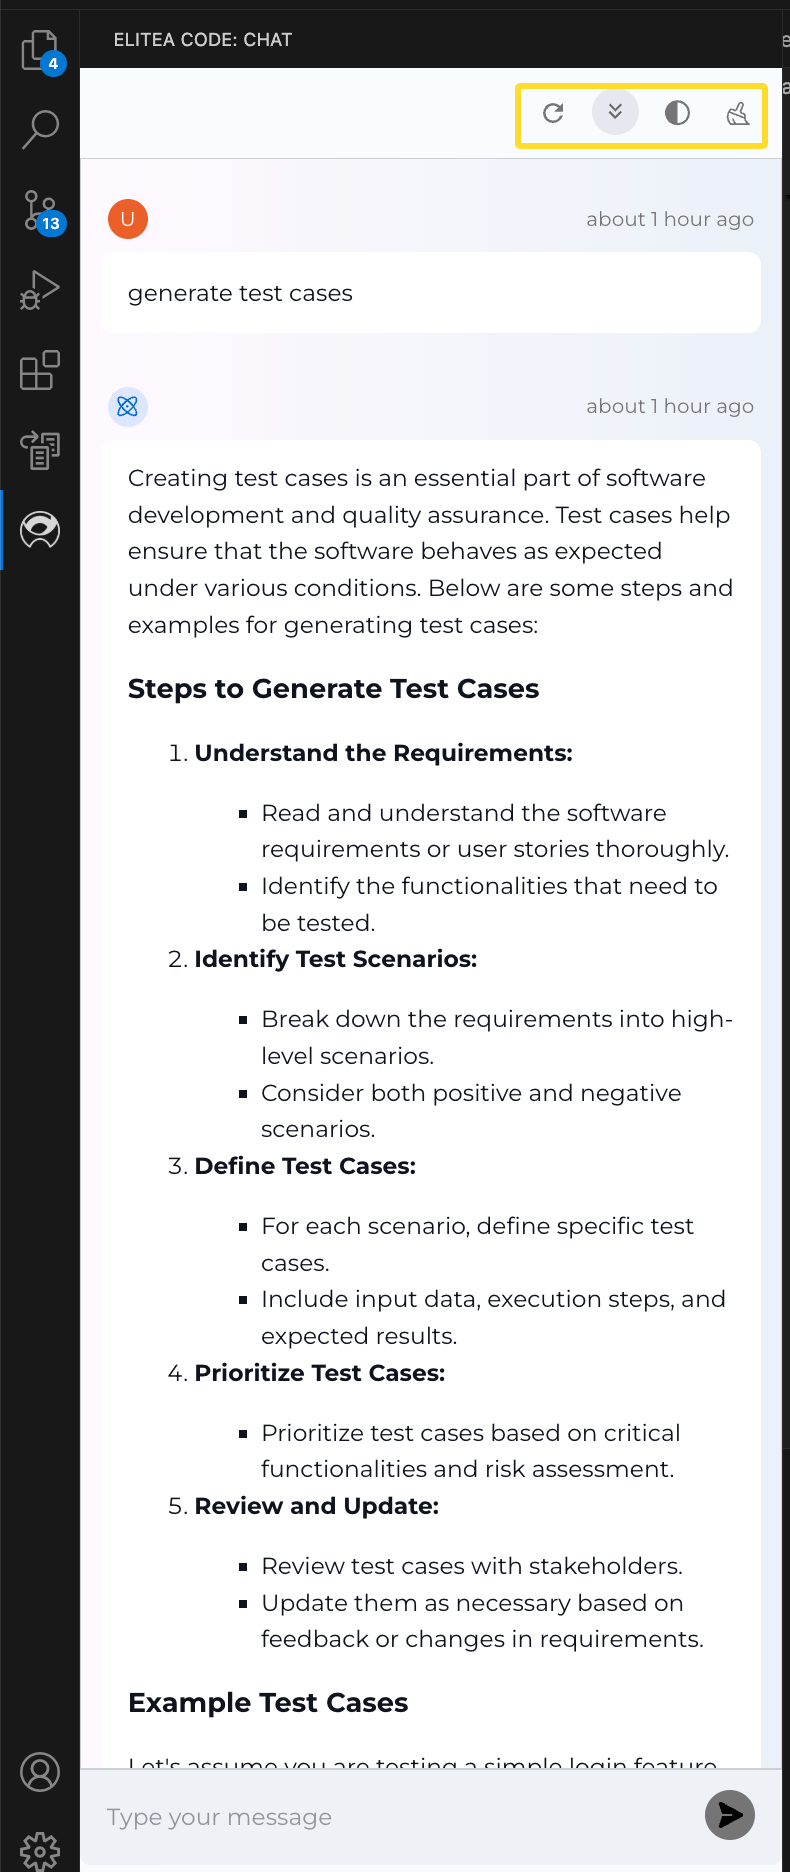 ELITEA CODE: CHAT
4
13
U
about 1 hour ago
generate test cases
about 1 hour ago
Creating test cases is an essential part of software
development and quality assurance. Test cases help
ensure that the software behaves as expected
under various conditions. Below are some steps and
examples for generating test cases:
Steps to Generate Test Cases
1. Understand the Requirements:
Read and understand the software
requirements or user stories thoroughly.
Identify the functionalities that need to
be tested.
2. Identify Test Scenarios:
Break down the requirements into high-
level scenarios.
Consider both positive and negative
scenarios.
3. Define Test Cases:
For each scenario, define specific test
cases.
Include input data, execution steps, and
expected results.
4. Prioritize Test Cases:
Prioritize test cases based on critical
functionalities and risk assessment.
5. Review and Update:
Review test cases with stakeholders.
Update them as necessary based on
feedback or changes in requirements.
Example Test Cases
Let's assume you are testing a simple login feature
Type your message